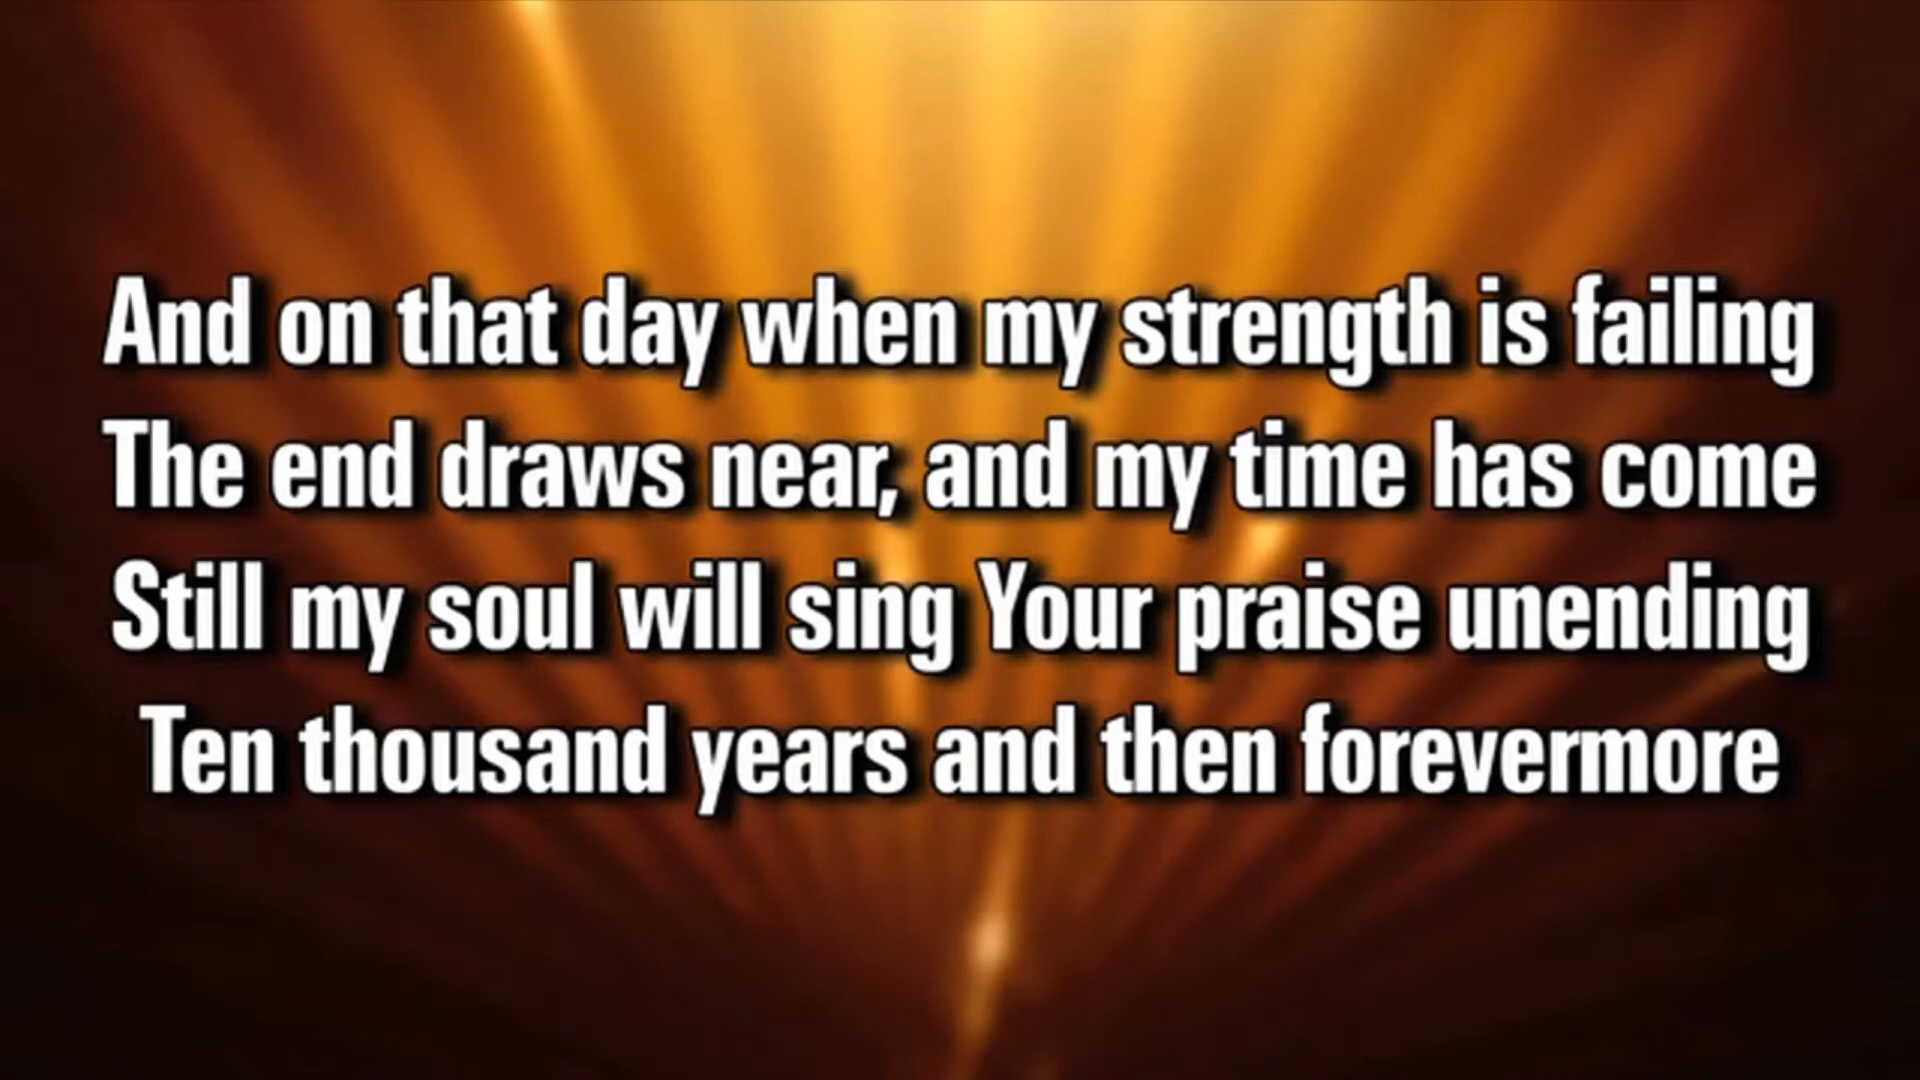 And on that day when my strength is failing
The end draws near, and my time has come
Still my soul will sing Your praise unending
Ten thousand years and then forevermore